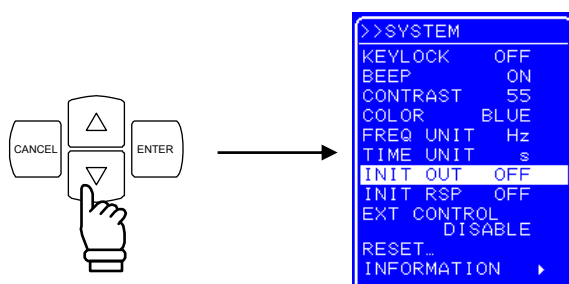 CANCEL
ENTER
>>SYSTEM
KEYLOCK OFF
BEEP ON
CONTRAST 55
COLOR BLUE
FREQ UNIT Hz
TIME UNIT s
INIT OUT OFF
INIT RSP OFF
EXT CONTROL
DISABLE
RESET…
INFORMATION